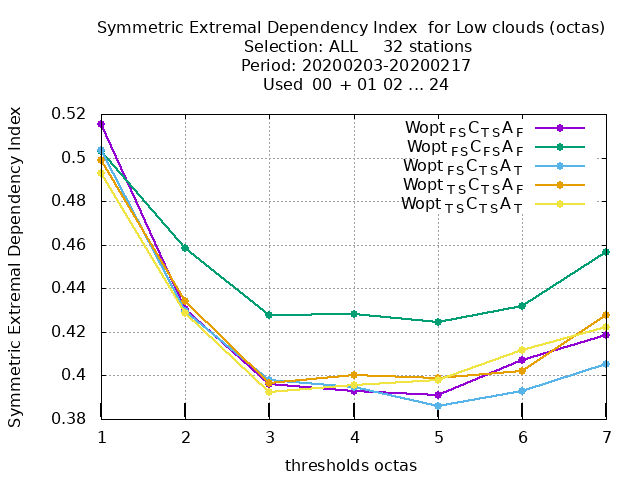 Symmetric Extremal Dependency Index  for Low clouds (octas)
Selection: ALL     32 stations
Period: 20200203-20200217
Used  00 + 01 02 ... 24
Symmetric Extremal Dependency Index
0.52
0.5
0.48
0.46
0.44
0.42
0.4
0.38
Wopt FS C TS A F
Wopt FS C FS A F
Wopt FS C TS A T
Wopt TS C TS A F
Wopt TS C TS A T
1 2 3 4 5 6 7
thresholds octas